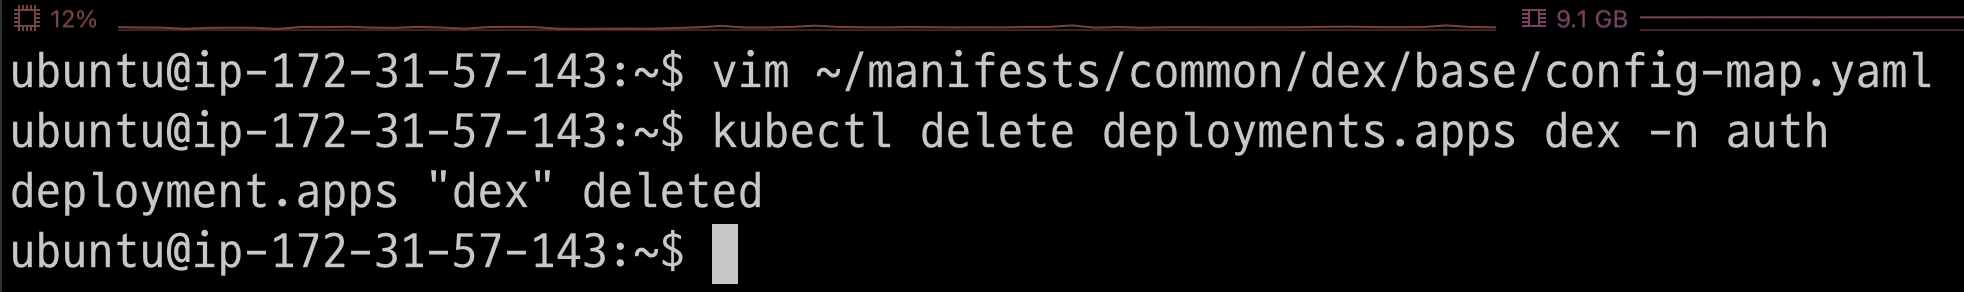 12% 9.1 GB
ubuntu@ip-172-31-57-143:~$ vim ~/manifests/common/dex/base/config-map.yaml
ubuntu@ip-172-31-57-143:~$ kubectl delete deployments.apps dex -n auth
deployment.apps "dex" deleted
ubuntu@ip-172-31-57-143:~$